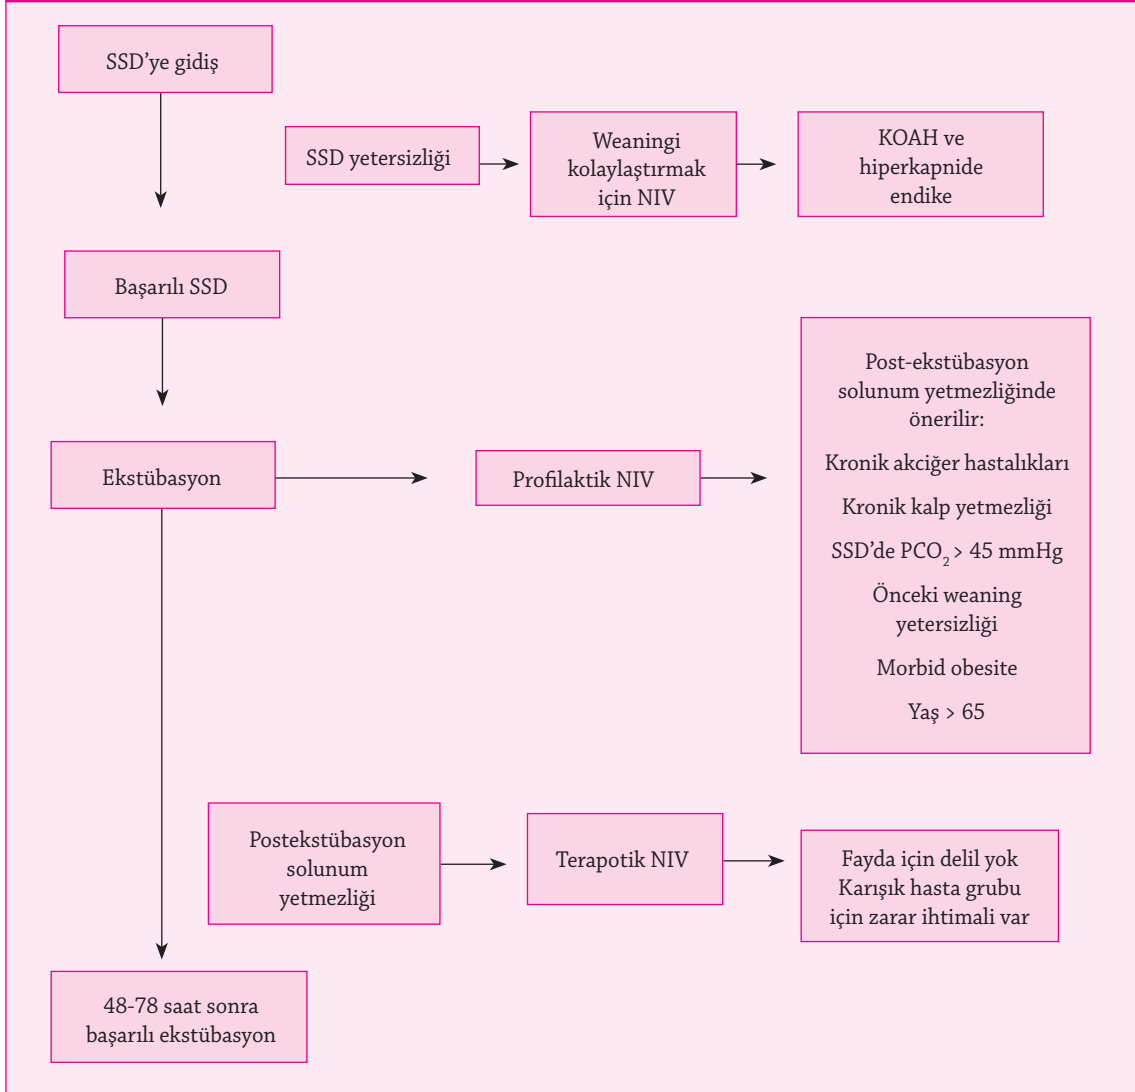 SSD’ye gidiş
SSD yetersizliği
Weaningi
kolaylaştırmak
için NIV
KOAH ve
hiperkapnide
endike
Başarılı SSD
Ekstübasyon
Profilaktik NIV
Post-ekstübasyon
solunum yetmezliğinde
önerilir:
Kronik akciğer hastalıkları
Kronik kalp yetmezliği
SSD’de PCO₂ > 45 mmHg
Önceki weaning
yetersizliği
Morbid obesite
Yaş > 65
Postekstübasyon
solunum
yetmezliği
Terapotik NIV
Fayda için delil yok
Karışık hasta grubu
için zarar ihtimali var
48-78 saat sonra
başarılı ekstübasyon